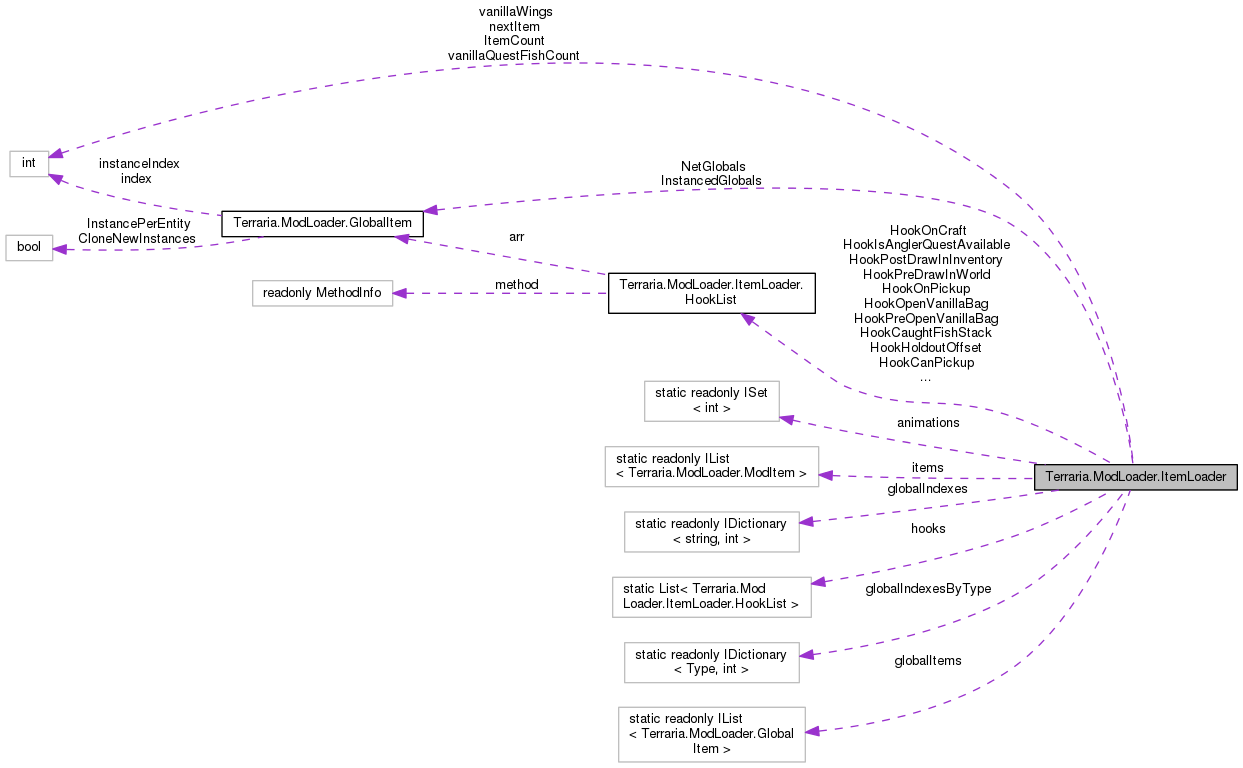 vanillaWings
nextItem
ItemCount
vanillaQuestFishCount
int
instanceIndex
index
NetGlobals
InstancedGlobals
Terraria.ModLoader.GlobalItem
InstancePerEntity
CloneNewInstances
bool
arr
HookOnCraft
HookIsAnglerQuestAvailable
HookPostDrawInInventory
HookPreDrawInWorld
HookOnPickup
HookOpenVanillaBag
HookPreOpenVanillaBag
HookCaughtFishStack
HookHoldoutOffset
HookCanPickup
...
readonly MethodInfo
method
Terraria.ModLoader.ItemLoader.
HookList
static readonly ISet
< int >
animations
static readonly IList
< Terraria.ModLoader.ModItem >
items
Terraria.ModLoader.ItemLoader
globalIndexes
static readonly IDictionary
< string, int >
hooks
static List< Terraria.Mod
Loader.ItemLoader.HookList >
globalIndexesByType
static readonly IDictionary
< Type, int >
globalItems
static readonly IList
< Terraria.ModLoader.Global
Item >